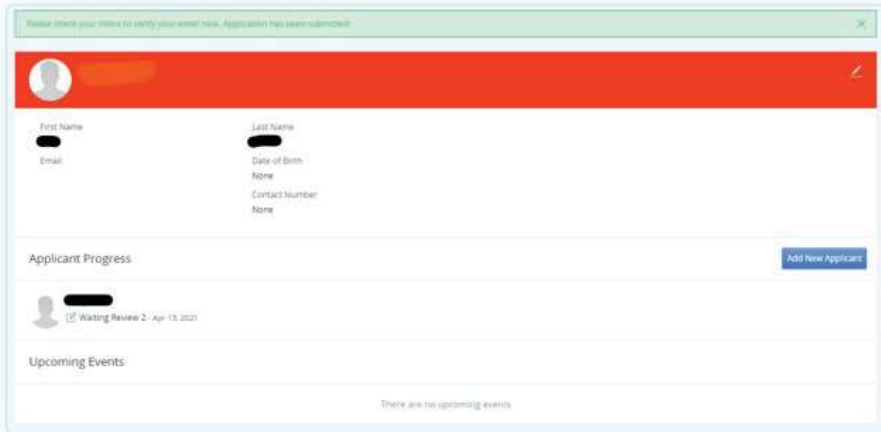 Please check your inbox to verify your email now. Application has been submitted!
First Name
Last Name
Email
Date of Birth
None
Contact Number
None
Applicant Progress
Add New Applicant
Waiting Review 2 - Apr 13, 2021
Upcoming Events
There are no upcoming events